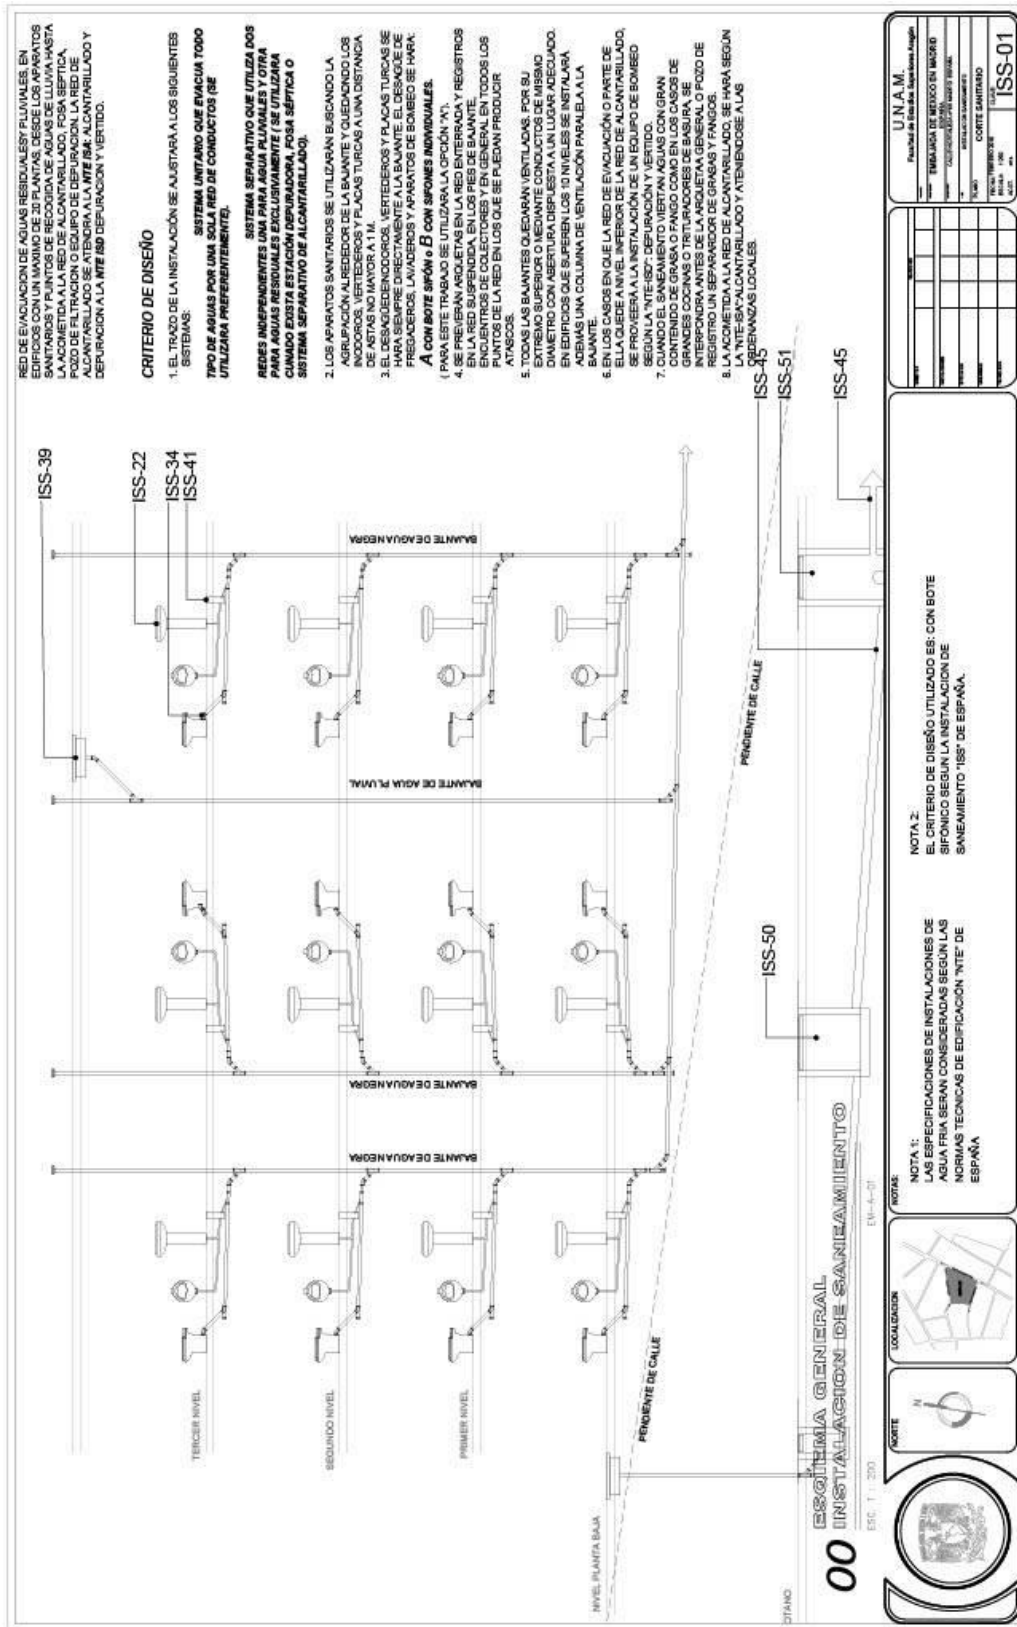 RED DE EVACUACION DE AGUAS RESIDUALES Y PLUVIALES, EN
EDIFICIOS CON UN MAXIMO DE 20 PLANTAS, DESDE LOS APARATOS
SANITARIOS Y PUNTOS DE RECOGIDA DE AGUAS DE LLUVIA HASTA
LA ACOMETIDA A LA RED DE ALCANTARILLADO, FOSA SEPTICA,
POZO DE FILTRACION O EQUIPO DE DEPURACION. LA RED DE
ALCANTARILLADO SE ATENDRA A LA NTE ISA: ALCANTARILLADO Y
DEPURACION A LA NTE ISD DEPURACION Y VERTIDO.
CRITERIO DE DISEÑO
1. EL TRAZO DE LA INSTALACIÓN SE AJUSTARÁ A LOS SIGUIENTES
SISTEMAS:
SISTEMA UNITARIO QUE EVACUA TODO
TIPO DE AGUAS POR UNA SOLA RED DE CONDUCTOS (SE
UTILIZARA PREFERENTEMENTE).
SISTEMA SEPARATIVO QUE UTILIZA DOS
REDES INDEPENDIENTES UNA PARA AGUA PLUVIALES Y OTRA
PARA AGUAS RESIDUALES EXCLUSIVAMENTE ( SE UTILIZARA
CUANDO EXISTA ESTACIÓN DEPURADORA, FOSA SÉPTICA O
SISTEMA SEPARATIVO DE ALCANTARILLADO).
2. LOS APARATOS SANITARIOS SE UTILIZARÁN BUSCANDO LA
AGRUPACIÓN ALREDEDOR DE LA BAJANTE Y QUEDANDO LOS
INODOROS, VERTEDEROS Y PLACAS TURCAS A UNA DISTANCIA
DE ASTAS NO MAYOR A 1 M.
3. EL DESAGÜE DE INODOROS, VERTEDEROS Y PLACAS TURCAS SE
HARA SIEMPRE DIRECTAMENTE A LA BAJANTE. EL DESAGÜE DE
FREGADEROS, LAVADEROS Y APARATOS DE BOMBEO SE HARA:
A CON BOTE SIFÓN o B CON SIFONES INDIVIDUALES.
( PARA ESTE TRABAJO SE UTILIZARA LA OPCIÓN "A").
4. SE PREVERÁN ARQUETAS EN LA RED ENTERRADA Y REGISTROS
EN LA RED SUSPENDIDA, EN LOS PIES DE BAJANTE,
ENCUENTROS DE COLECTORES Y EN GENERAL EN TODOS LOS
PUNTOS DE LA RED EN LOS QUE SE PUEDAN PRODUCIR
ATASCOS.
5. TODAS LAS BAJANTES QUEDARÁN VENTILADAS. POR SU
EXTREMO SUPERIOR O MEDIANTE CONDUCTOS DE MISMO
DIAMETRO CON ABERTURA DISPUESTA A UN LUGAR ADECUADO.
EN EDIFICIOS QUE SUPEREN LOS 10 NIVELES SE INSTALARÁ
ADEMÁS UNA COLUMNA DE VENTILACIÓN PARALELA A LA
BAJANTE.
6. EN LOS CASOS EN QUE LA RED DE EVACUACIÓN O PARTE DE
ELLA QUEDE A NIVEL INFERIOR DE LA RED DE ALCANTARILLADO,
SE PROVEERÁ LA INSTALACIÓN DE UN EQUIPO DE BOMBEO
SEGÚN LA "NTE-ISD": DEPURACIÓN Y VERTIDO.
7. CUANDO EL SANEAMIENTO VIERTAN AGUAS CON GRAN
CONTENIDO DE GRASA O FANGO COMO EN LOS CASOS DE
GRANDES COCINAS O TRITURADORES DE BASURA, SE
INTERPONDRÁ ANTES DE LA ARQUETA GENERAL O POZO DE
REGISTRO UN SEPARARDOR DE GRASAS Y FANGOS.
8. LA ACOMETIDA A LA RED DE ALCANTARILLADO, SE HARÁ SEGÚN
LA "NTE-ISA": ALCANTARILLADO Y ATENIENDOSE A LAS
ORDENANZAS LOCALES.
ISS-39
ISS-22
ISS-34
ISS-41
ISS-45
ISS-51
ISS-45
ISS-50
BAJANTE DE AGUA NEGRA
BAJANTE DE AGUA NEGRA
BAJANTE DE AGUA PLUVIAL
BAJANTE DE AGUA NEGRA
TERCER NIVEL
SEGUNDO NIVEL
PRIMER NIVEL
NIVEL PLANTA BAJA
PENDIENTE DE CALLE
PENDIENTE DE CALLE
OTANO
00 ESQUEMA GENERAL
INSTALACION DE SANEAMIENTO
ESC. 1 : 200
EM-A-01
NORTE
N
LOCALIZACION
NOTAS:
NOTA 1:
LAS ESPECIFICACIONES DE INSTALACIONES DE
AGUA FRIA SERAN CONSIDERADAS SEGÚN LAS
NORMAS TECNICAS DE EDIFICACIÓN "NTE" DE
ESPAÑA
NOTA 2:
EL CRITERIO DE DISEÑO UTILIZADO ES: CON BOTE
SIFÓNICO SEGUN LA INSTALACION DE
SANEAMIENTO "ISS" DE ESPAÑA.
U.N.A.M.
Facultad de Estudios Superiores Aragón
EMBAJADA DE MEXICO EN MADRID
ESPAÑA
CORTE SANITARIO
ISS-01